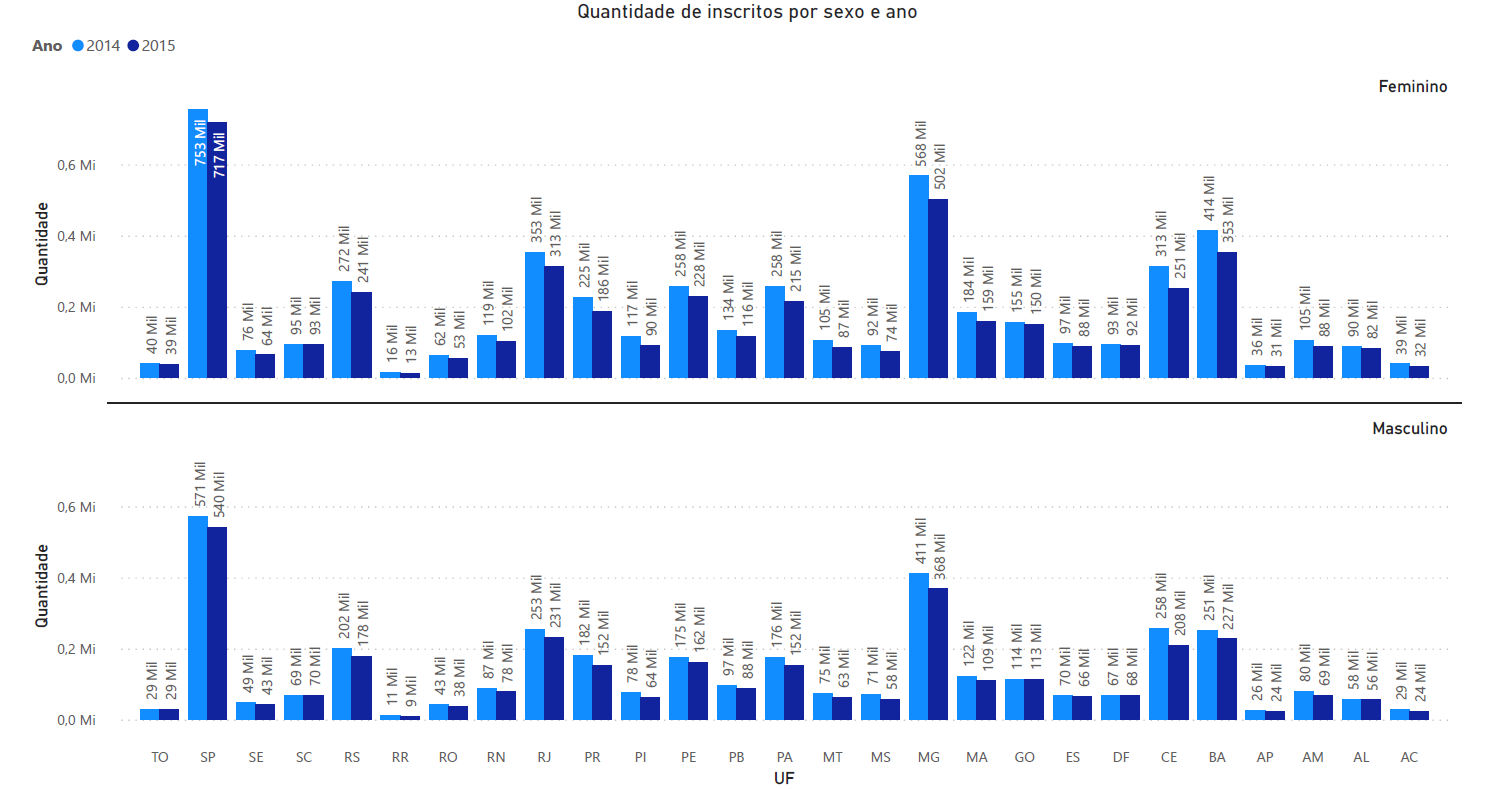 Quantidade de inscritos por sexo e ano
Ano 2014 2015
Feminino
Quantidade
0,6 Mi
0,4 Mi
0,2 Mi
0,0 Mi
40 Mil 39 Mil 753 Mil 717 Mil 76 Mil 64 Mil 95 Mil 93 Mil 272 Mil 241 Mil 16 Mil 13 Mil 62 Mil 53 Mil 119 Mil 102 Mil 353 Mil 313 Mil 225 Mil 186 Mil 117 Mil 90 Mil 258 Mil 228 Mil 134 Mil 116 Mil 258 Mil 215 Mil 105 Mil 87 Mil 92 Mil 74 Mil 568 Mil 502 Mil 184 Mil 159 Mil 155 Mil 150 Mil 97 Mil 88 Mil 93 Mil 92 Mil 313 Mil 251 Mil 414 Mil 353 Mil 36 Mil 31 Mil 105 Mil 88 Mil 90 Mil 82 Mil 39 Mil 32 Mil
Masculino
Quantidade
0,6 Mi
0,4 Mi
0,2 Mi
0,0 Mi
29 Mil 29 Mil 571 Mil 540 Mil 49 Mil 43 Mil 69 Mil 70 Mil 202 Mil 178 Mil 11 Mil 9 Mil 43 Mil 38 Mil 87 Mil 78 Mil 253 Mil 231 Mil 182 Mil 152 Mil 78 Mil 64 Mil 175 Mil 162 Mil 97 Mil 88 Mil 176 Mil 152 Mil 75 Mil 63 Mil 71 Mil 58 Mil 411 Mil 368 Mil 122 Mil 109 Mil 114 Mil 113 Mil 70 Mil 66 Mil 67 Mil 68 Mil 258 Mil 208 Mil 251 Mil 227 Mil 26 Mil 24 Mil 80 Mil 69 Mil 58 Mil 56 Mil 29 Mil 24 Mil
TO SP SE SC RS RR RO RN RJ PR PI PE PB PA MT MS MG MA GO ES DF CE BA AP AM AL AC
UF